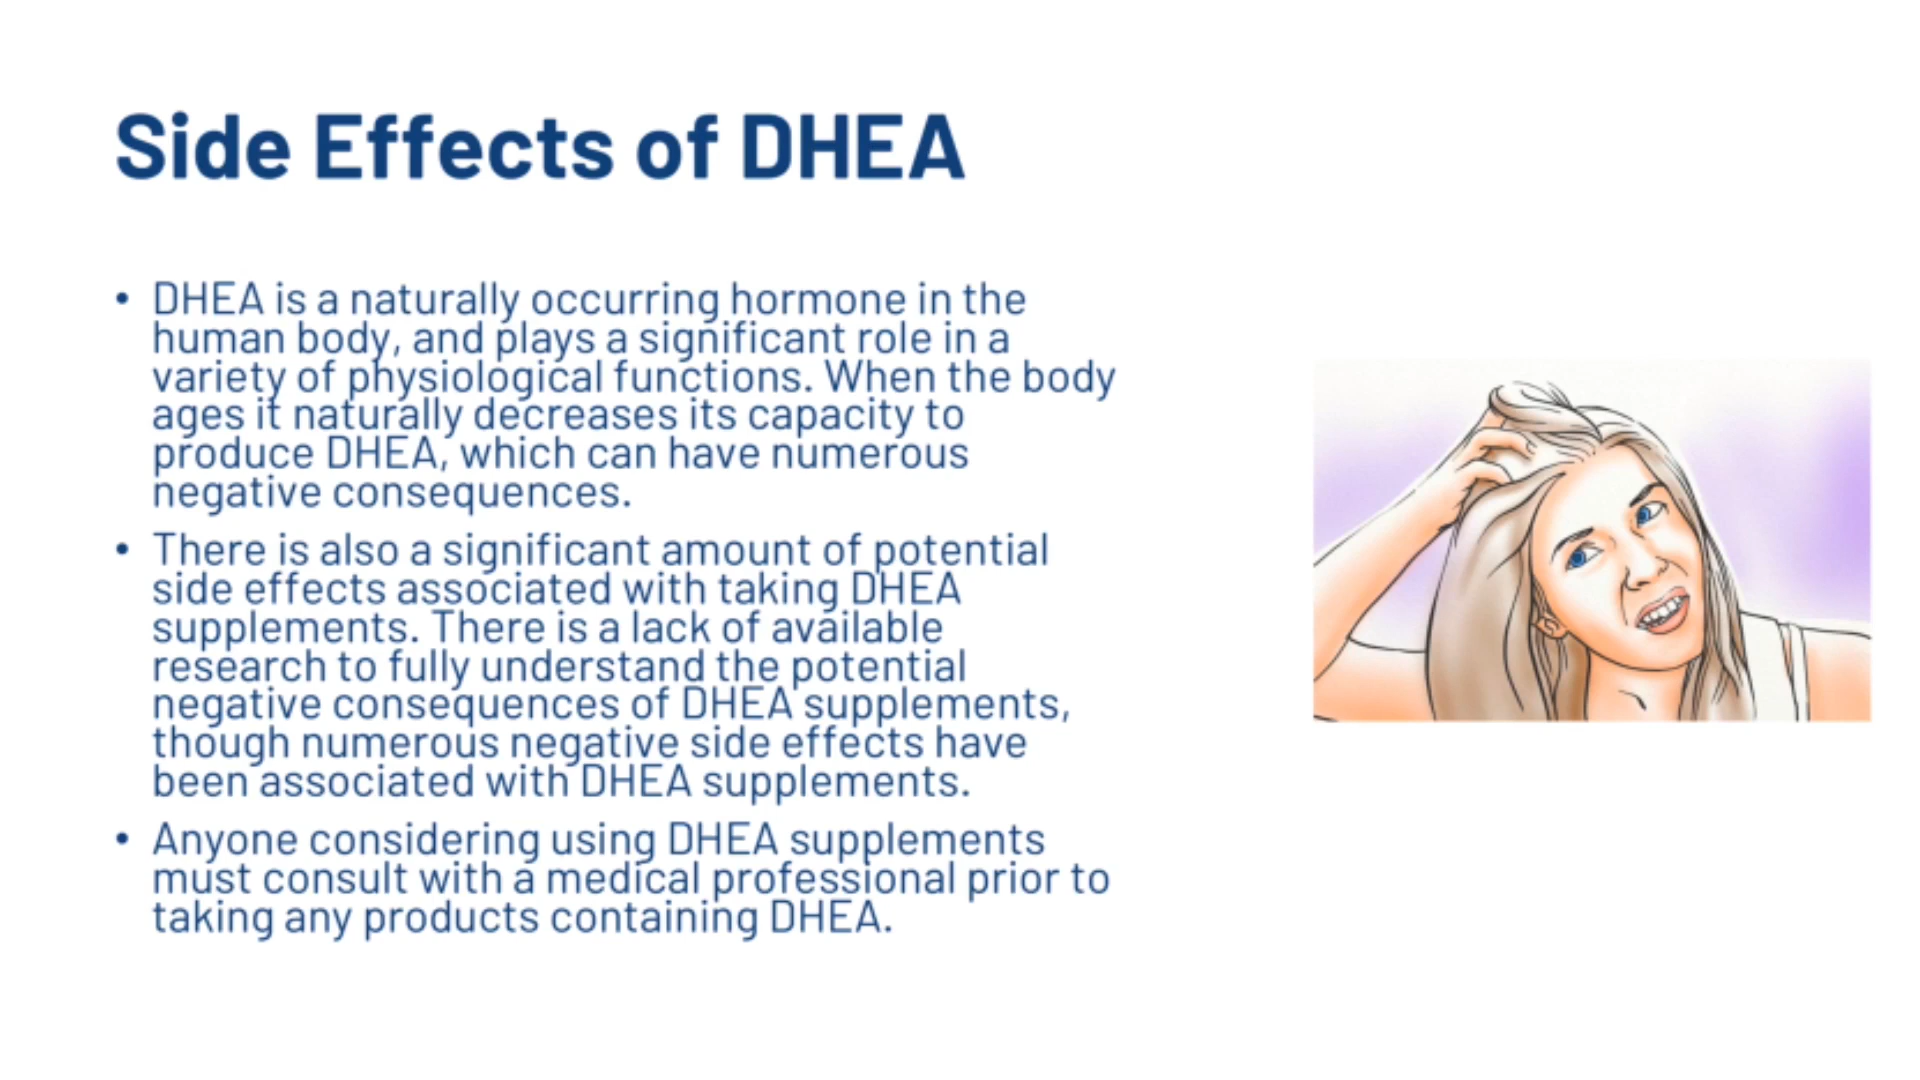 Side Effects of DHEA
• DHEA is a naturally occurring hormone in the
human body, and plays a significant role in a
variety of physiological functions. When the body
ages it naturally decreases its capacity to
produce DHEA, which can have numerous
negative consequences.
• There is also a significant amount of potential
side effects associated with taking DHEA
supplements. There is a lack of available
research to fully understand the potential
negative consequences of DHEA supplements,
though numerous negative side effects have
been associated with DHEA supplements.
• Anyone considering using DHEA supplements
must consult with a medical professional prior to
taking any products containing DHEA.